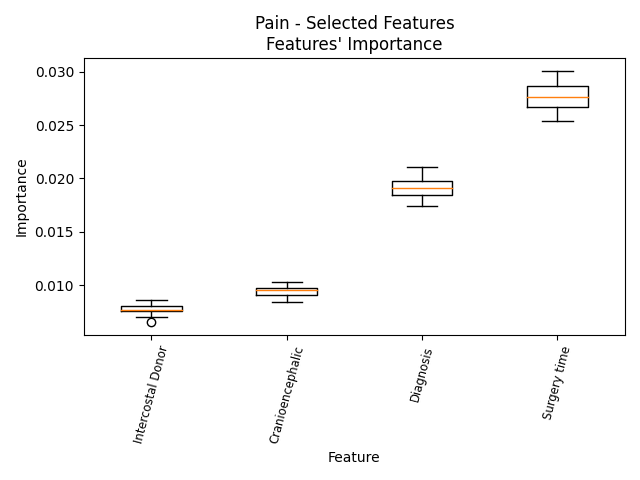 Pain - Selected Features
Features' Importance
Importance
0.030
0.025
0.020
0.015
0.010
Intercostal Donor
Cranioencephalic
Diagnosis
Surgery time
Feature